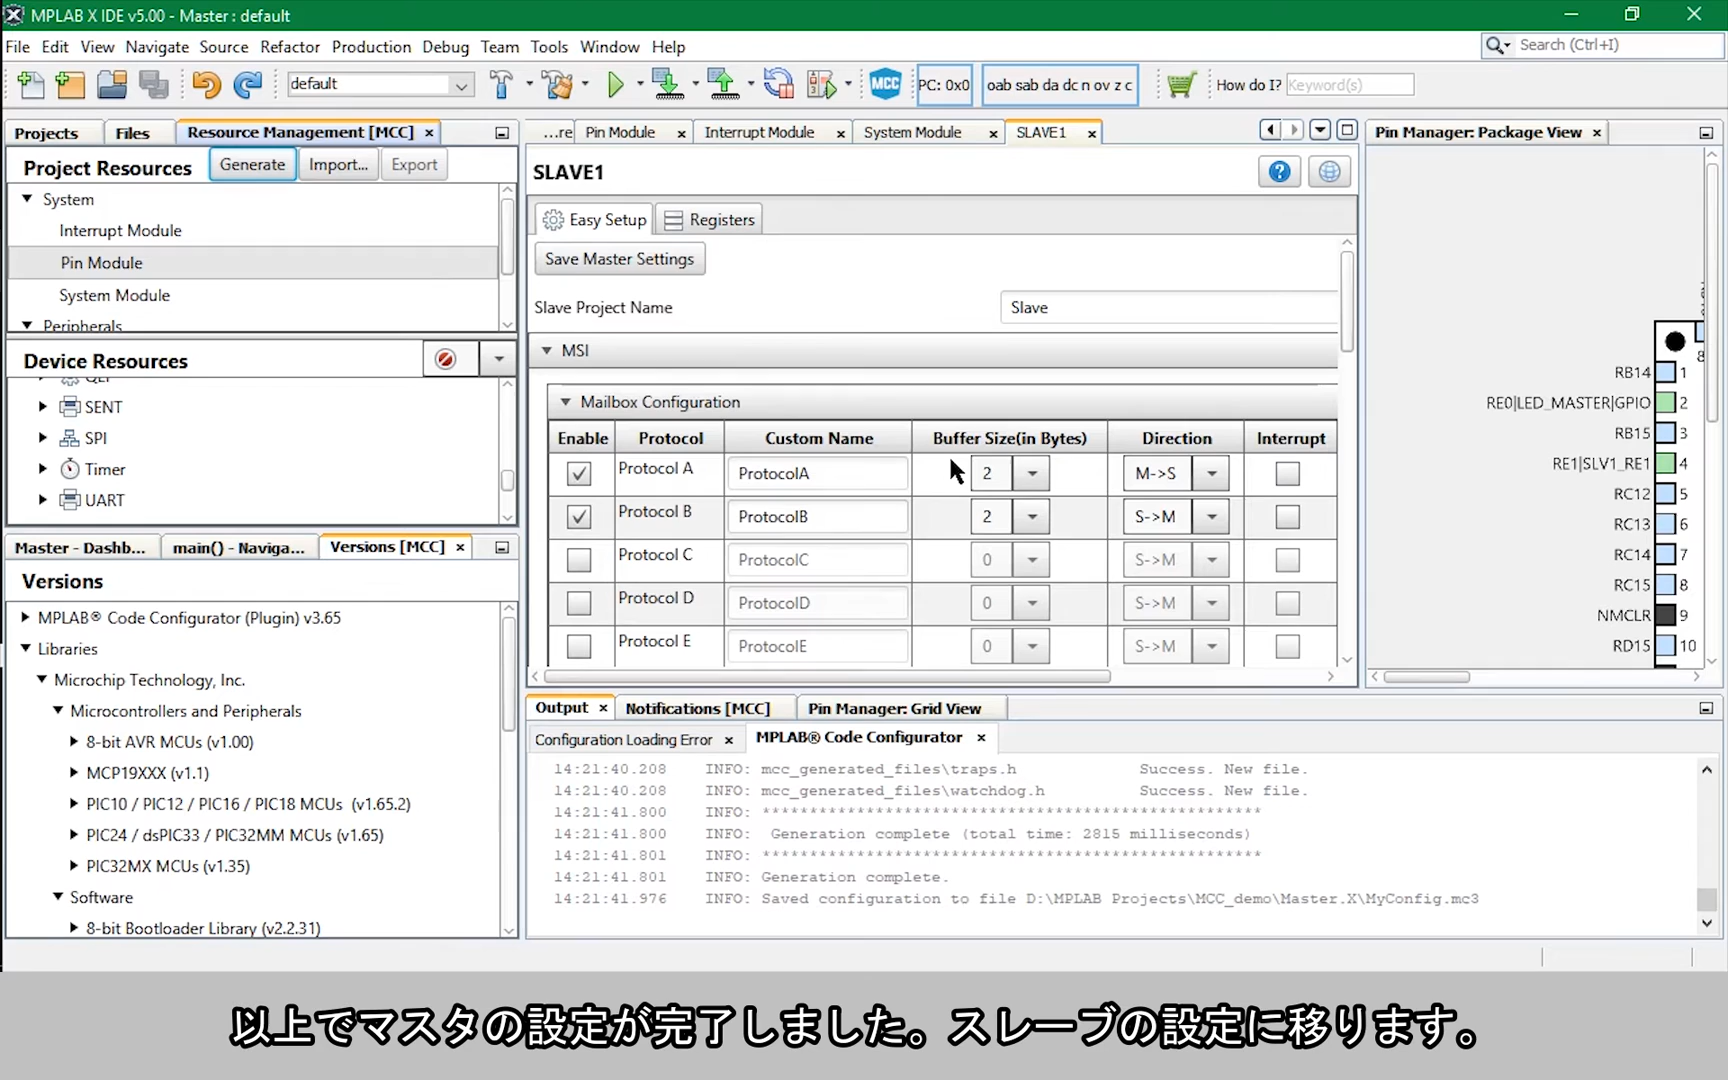 MPLAB X IDE v5.00 - Master : default
File Edit View Navigate Source Refactor Production Debug Team Tools Window Help
Search (Ctrl+I)
default
MCC
PC: 0x0
oab sab da dc n ov z c
How do I?
Keyword(s)
Projects
Files
Resource Management [MCC]
Project Resources
Generate
Import...
Export
System
Interrupt Module
Pin Module
System Module
Peripherals
Device Resources
SENT
SPI
Timer
UART
Master - Dashb...
main() - Naviga...
Versions [MCC]
Versions
MPLAB® Code Configurator (Plugin) v3.65
Libraries
Microchip Technology, Inc.
Microcontrollers and Peripherals
8-bit AVR MCUs (v1.00)
MCP19XXX (v1.1)
PIC10 / PIC12 / PIC16 / PIC18 MCUs (v1.65.2)
PIC24 / dsPIC33 / PIC32MM MCUs (v1.65)
PIC32MX MCUs (v1.35)
Software
8-bit Bootloader Library (v2.2.31)
...re
Pin Module
Interrupt Module
System Module
SLAVE1
SLAVE1
Easy Setup
Registers
Save Master Settings
Slave Project Name
Slave
MSI
Mailbox Configuration
Enable Protocol Custom Name Buffer Size(in Bytes) Direction Interrupt
Protocol A ProtocolA 2 M->S
Protocol B ProtocolB 2 S->M
Protocol C ProtocolC 0 S->M
Protocol D ProtocolD 0 S->M
Protocol E ProtocolE 0 S->M
Pin Manager: Package View
RB14 1
RE0|LED_MASTER|GPIO 2
RB15 3
RE1|SLV1_RE1 4
RC12 5
RC13 6
RC14 7
RC15 8
NMCLR 9
RD15 10
Output
Notifications [MCC]
Pin Manager: Grid View
Configuration Loading Error
MPLAB® Code Configurator
14:21:40.208 INFO: mcc_generated_files\traps.h Success. New file.
14:21:40.208 INFO: mcc_generated_files\watchdog.h Success. New file.
14:21:41.800 INFO: *****************************************************
14:21:41.800 INFO: Generation complete (total time: 2815 milliseconds)
14:21:41.801 INFO: *****************************************************
14:21:41.801 INFO: Generation complete.
14:21:41.976 INFO: Saved configuration to file D:\MPLAB Projects\MCC_demo\Master.X\MyConfig.mc3
以上でマスタの設定が完了しました。スレーブの設定に移ります。